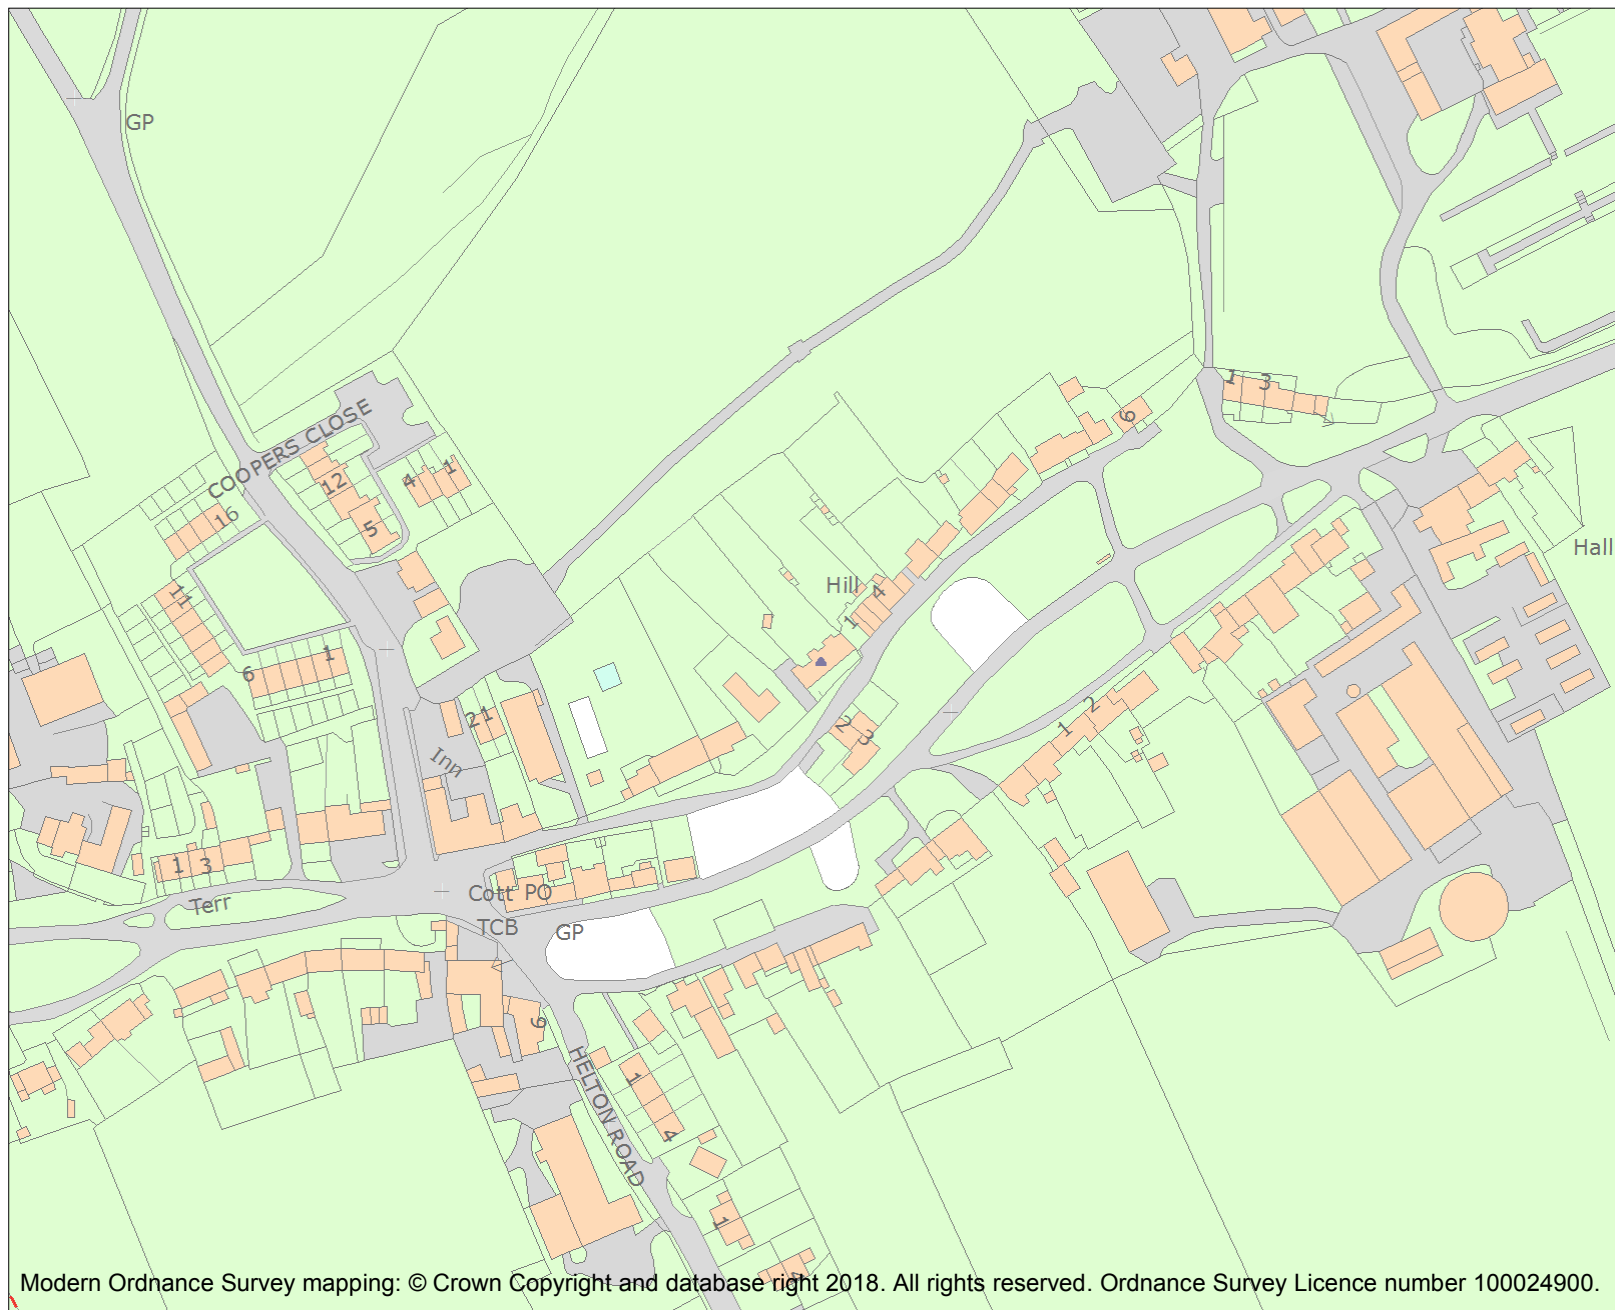 GP
1 3
6
COOPERS CLOSE
12
4 1
16
5
Hall
11
Hill
4
1
6 1
21
2
3
1 2
Inn
1 3
Terr
Cott PO
TCB
GP
6
HELTON ROAD
1
4
1
4
Modern Ordnance Survey mapping: © Crown Copyright and database right 2018. All rights reserved. Ordnance Survey Licence number 100024900.